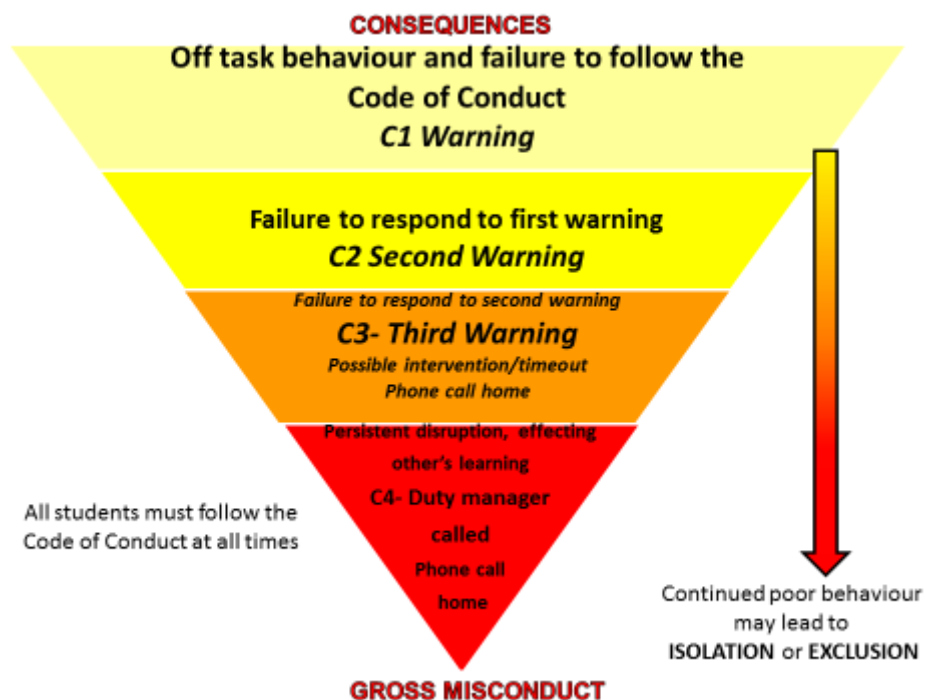 CONSEQUENCES
Off task behaviour and failure to follow the
Code of Conduct
C1 Warning
Failure to respond to first warning
C2 Second Warning
Failure to respond to second warning
C3- Third Warning
Possible intervention/timeout
Phone call home
Persistent disruption, effecting
other's learning
C4- Duty manager
called
Phone call
home
All students must follow the
Code of Conduct at all times
Continued poor behaviour
may lead to
ISOLATION or EXCLUSION
GROSS MISCONDUCT